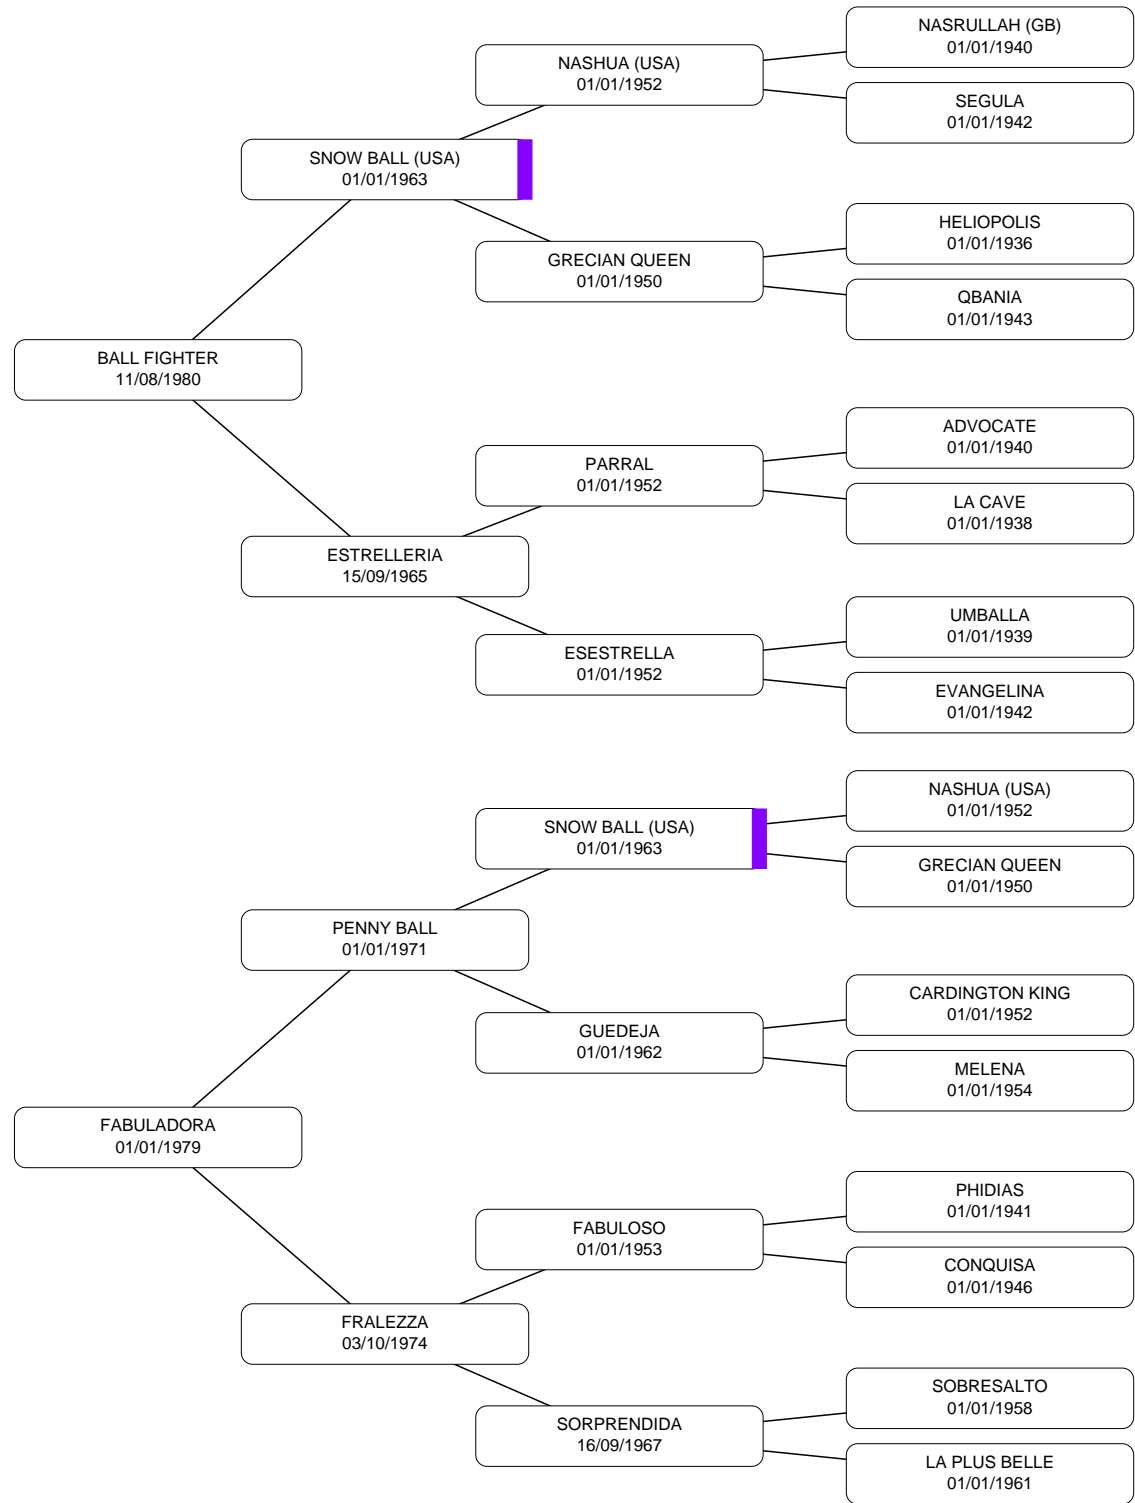 NASRULLAH (GB)
01/01/1940
NASHUA (USA)
01/01/1952
SEGULA
01/01/1942
SNOW BALL (USA)
01/01/1963
HELIOPOLIS
01/01/1936
GRECIAN QUEEN
01/01/1950
QBANIA
01/01/1943
BALL FIGHTER
11/08/1980
ADVOCATE
01/01/1940
PARRAL
01/01/1952
LA CAVE
01/01/1938
ESTRELLERIA
15/09/1965
UMBALLA
01/01/1939
ESESTRELLA
01/01/1952
EVANGELINA
01/01/1942
NASHUA (USA)
01/01/1952
SNOW BALL (USA)
01/01/1963
GRECIAN QUEEN
01/01/1950
PENNY BALL
01/01/1971
CARDINGTON KING
01/01/1952
GUEDEJA
01/01/1962
MELENA
01/01/1954
FABULADORA
01/01/1979
PHIDIAS
01/01/1941
FABULOSO
01/01/1953
CONQUISA
01/01/1946
FRALEZZA
03/10/1974
SOBRESALTO
01/01/1958
SORPRENDIDA
16/09/1967
LA PLUS BELLE
01/01/1961